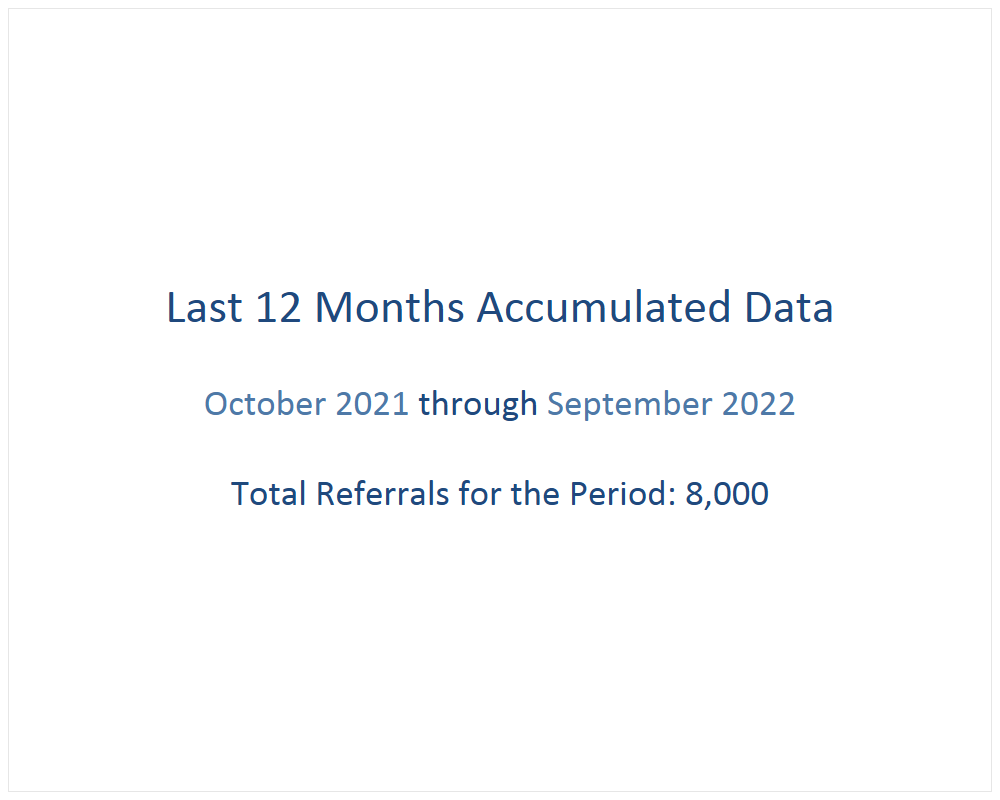 Last 12 Months Accumulated Data
October 2021 through September 2022
Total Referrals for the Period: 8,000